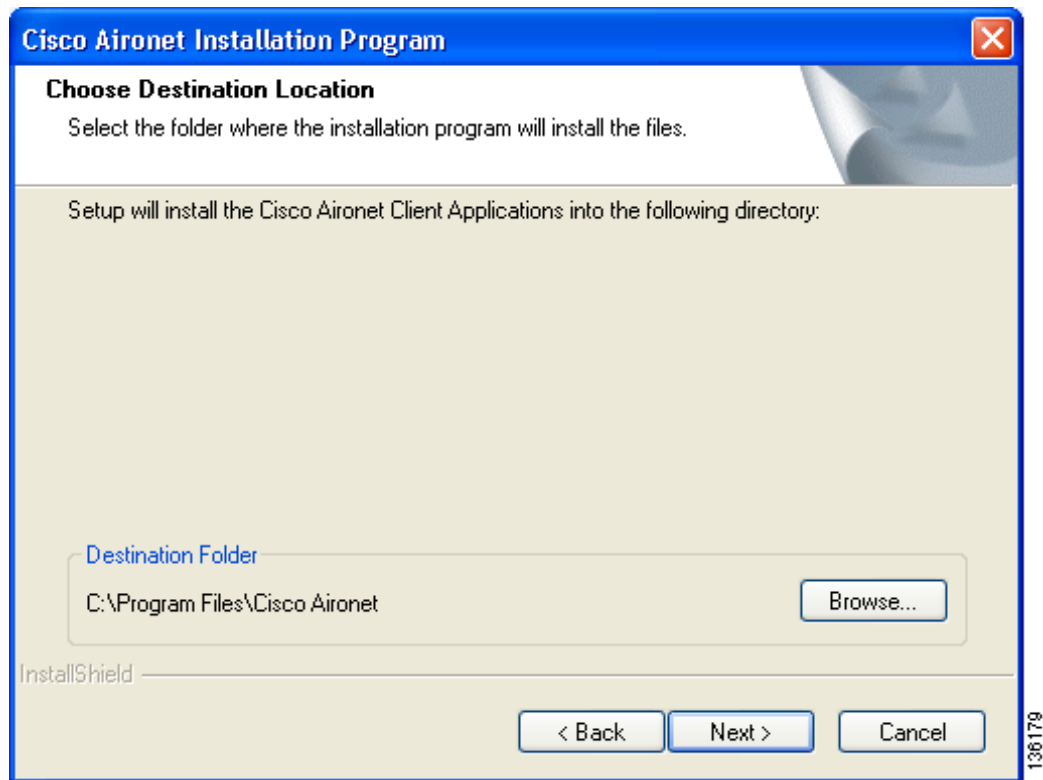 Cisco Aironet Installation Program
Choose Destination Location
Select the folder where the installation program will install the files.
Setup will install the Cisco Aironet Client Applications into the following directory:
Destination Folder
C:\Program Files\Cisco Aironet
Browse...
InstallShield
< Back
Next >
Cancel
136179